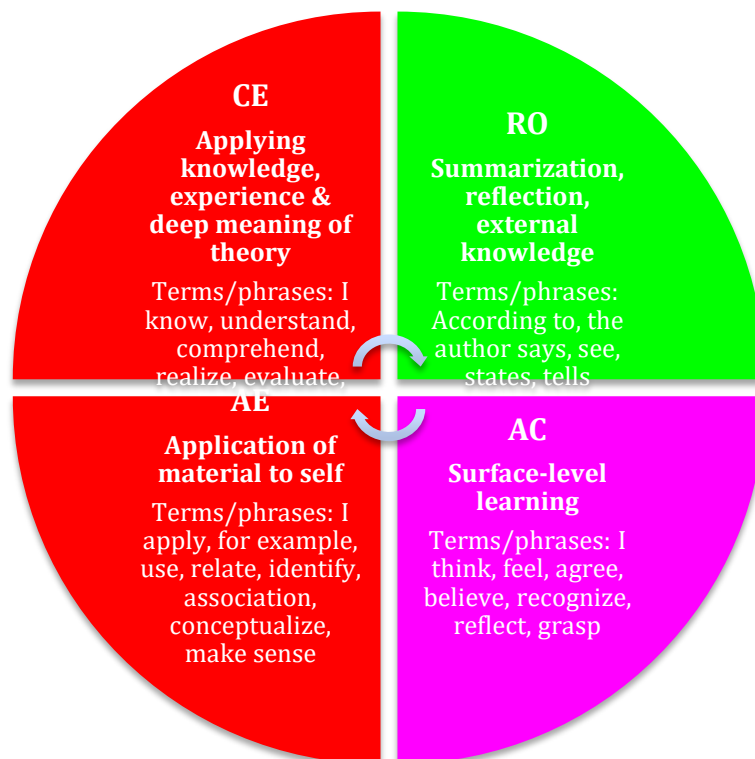 CE
Applying
knowledge,
experience &
deep meaning of
theory
Terms/phrases: I
know, understand,
comprehend,
realize, evaluate,
RO
Summarization,
reflection,
external
knowledge
Terms/phrases:
According to, the
author says, see,
states, tells
AE
Application of
material to self
Terms/phrases: I
apply, for example,
use, relate, identify,
association,
conceptualize,
make sense
AC
Surface-level
learning
Terms/phrases: I
think, feel, agree,
believe, recognize,
reflect, grasp